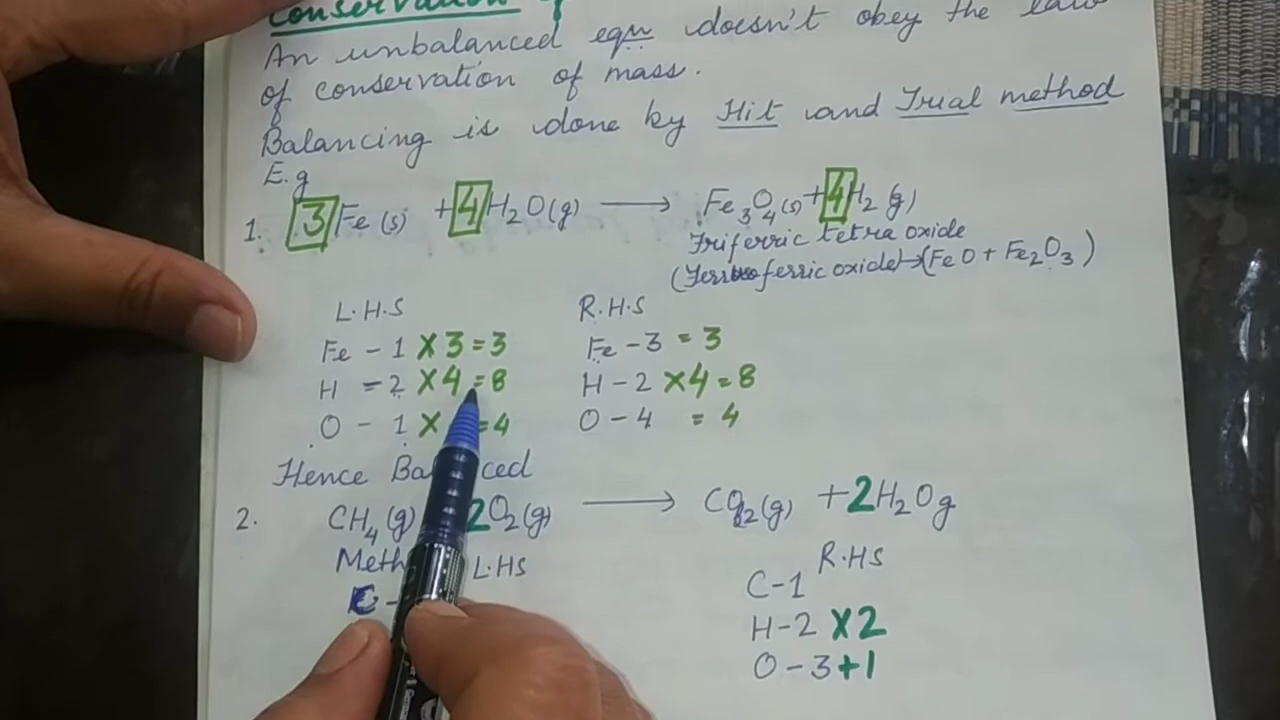 Conservation
An unbalanced eqn doesn't obey the law
of conservation of mass.
Balancing is done by Hit and Trial method
E.g
1. 3 Fe (s) + 4 H₂O(g) → Fe₃O₄(s) + 4 H₂ (g)
Triferric tetra oxide
(Ferrosoferric oxide)→(FeO + Fe₂O₃)
L.H.S R.H.S
Fe - 1 × 3 = 3 Fe - 3 = 3
H = 2 × 4 = 8 H - 2 × 4 = 8
O - 1 × = 4 O - 4 = 4
Hence
2. CH₄(g) 2O₂(g) → CO₂(g) + 2H₂O g
L.HS R.HS
C - C-1
H-2 ×2
O-3+1